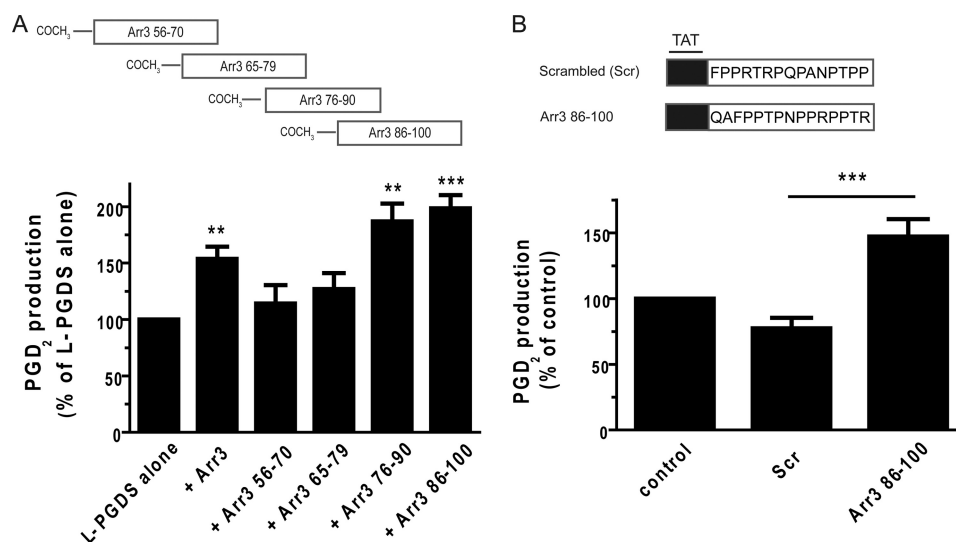 A
COCH3 Arr3 56-70
COCH3 Arr3 65-79
COCH3 Arr3 76-90
COCH3 Arr3 86-100
PGD2 production
(% of L-PGDS alone)
200
150
100
50
0
**
**
***
L-PGDS alone
+ Arr3
+ Arr3 56-70
+ Arr3 65-79
+ Arr3 76-90
+ Arr3 86-100
B
TAT
Scrambled (Scr) FPPRTRPQPANPTPP
Arr3 86-100 QAFPPTPNPPRPPTR
PGD2 production
(% of control)
150
100
50
0
***
control
Scr
Arr3 86-100